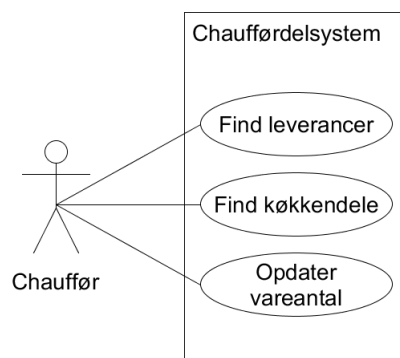 Chaufførdelsystem
Find leverancer
Find køkkendele
Opdater
vareantal
Chauffør